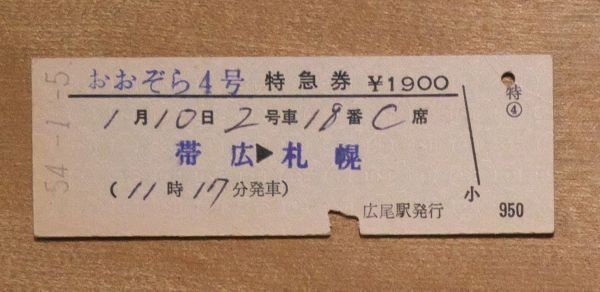 54.-1.-5.
おおぞら4号 特急券 ¥1900
1月10日 2号車 18番C席
帯広▶札幌
(11時17分発車)
広尾駅発行
特
④
小
950